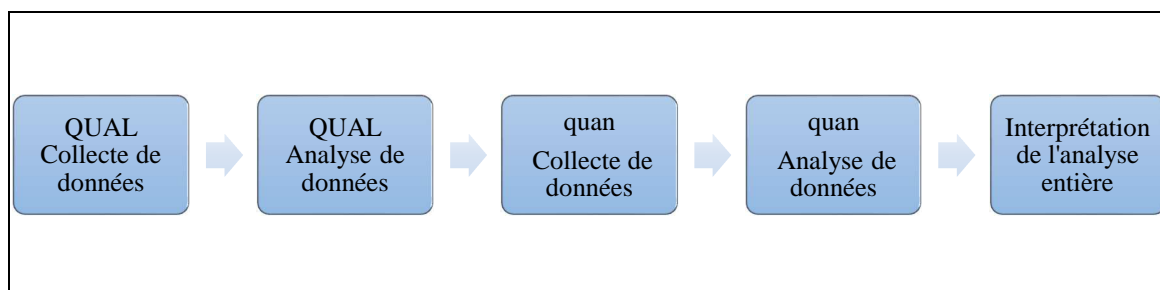 QUAL
Collecte de
données
QUAL
Analyse de
données
quan
Collecte de
données
quan
Analyse de
données
Interprétation
de l'analyse
entière